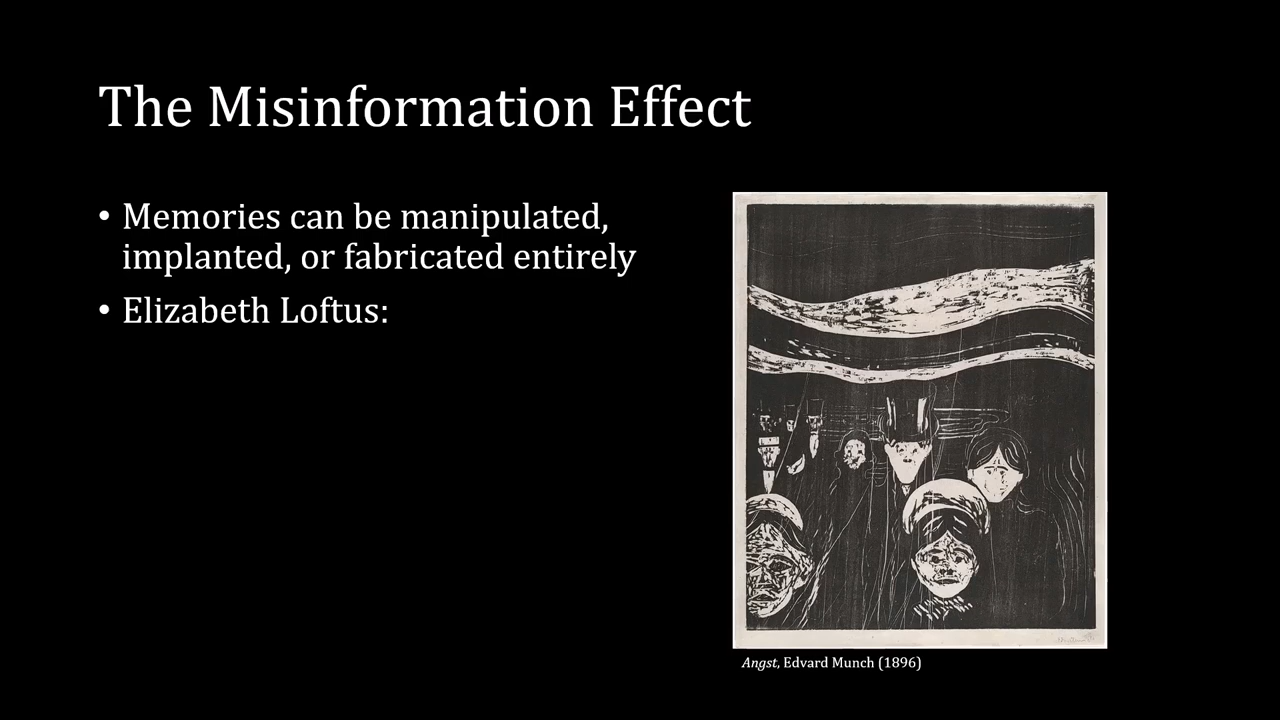 The Misinformation Effect
• Memories can be manipulated,
implanted, or fabricated entirely
• Elizabeth Loftus:
Angst, Edvard Munch (1896)